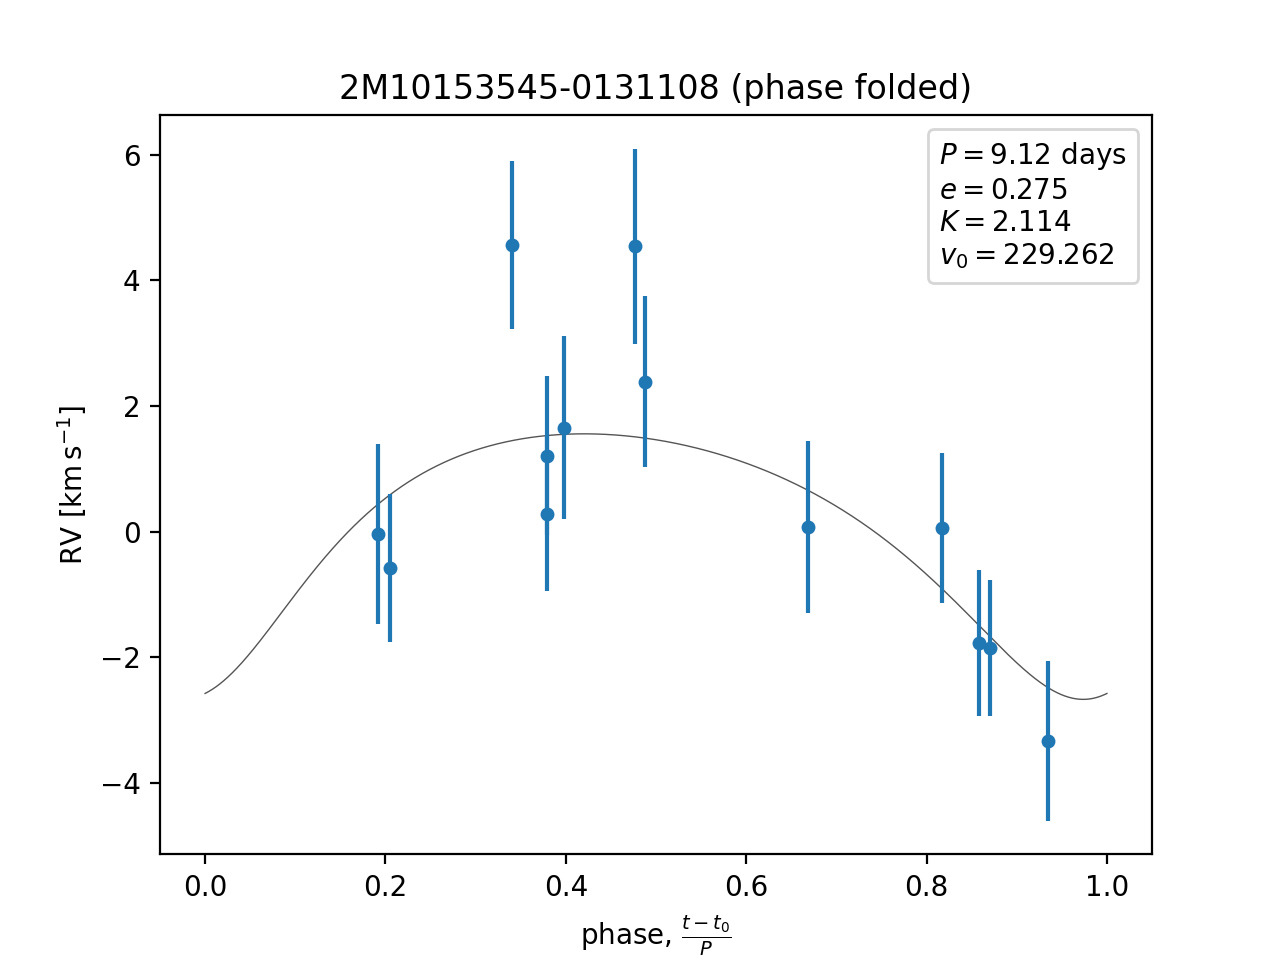 2M10153545-0131108 (phase folded)
P = 9.12 days
e = 0.275
K = 2.114
v₀ = 229.262
RV [km s⁻¹]
6
4
2
0
−2
−4
0.0 0.2 0.4 0.6 0.8 1.0
phase, (t − t₀)/P